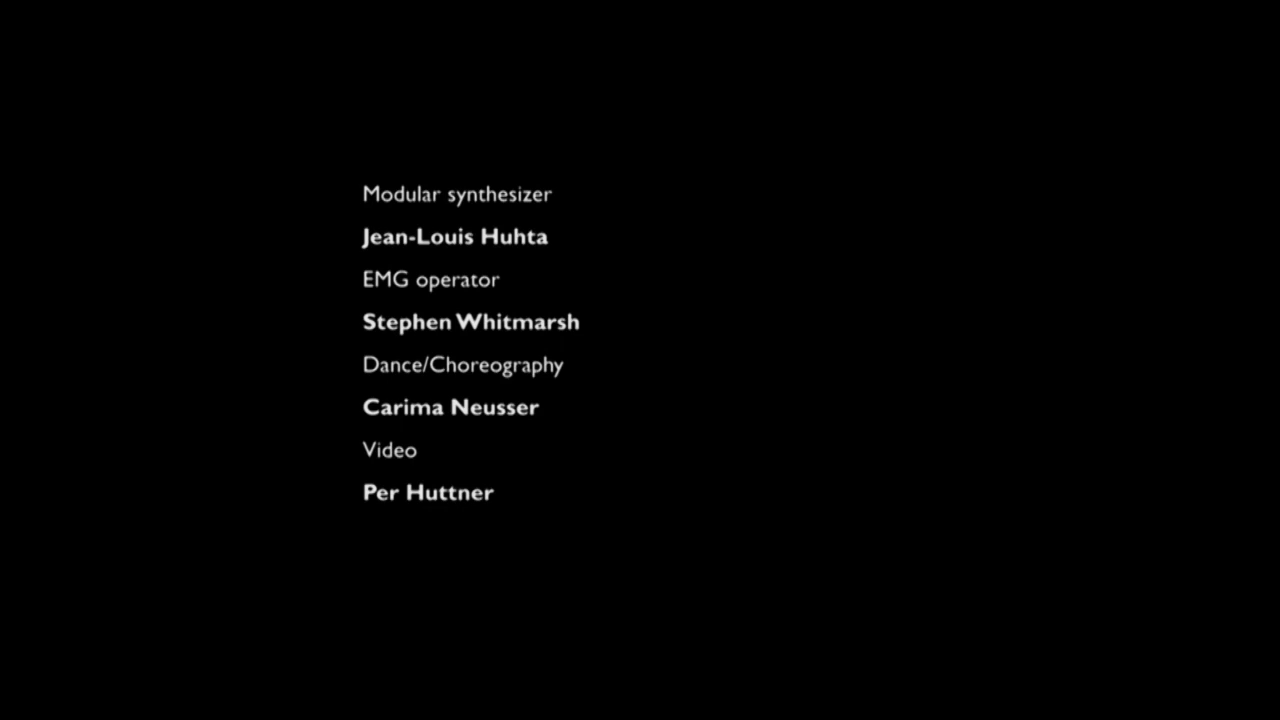 Modular synthesizer
Jean-Louis Huhta
EMG operator
Stephen Whitmarsh
Dance/Choreography
Carima Neusser
Video
Per Huttner